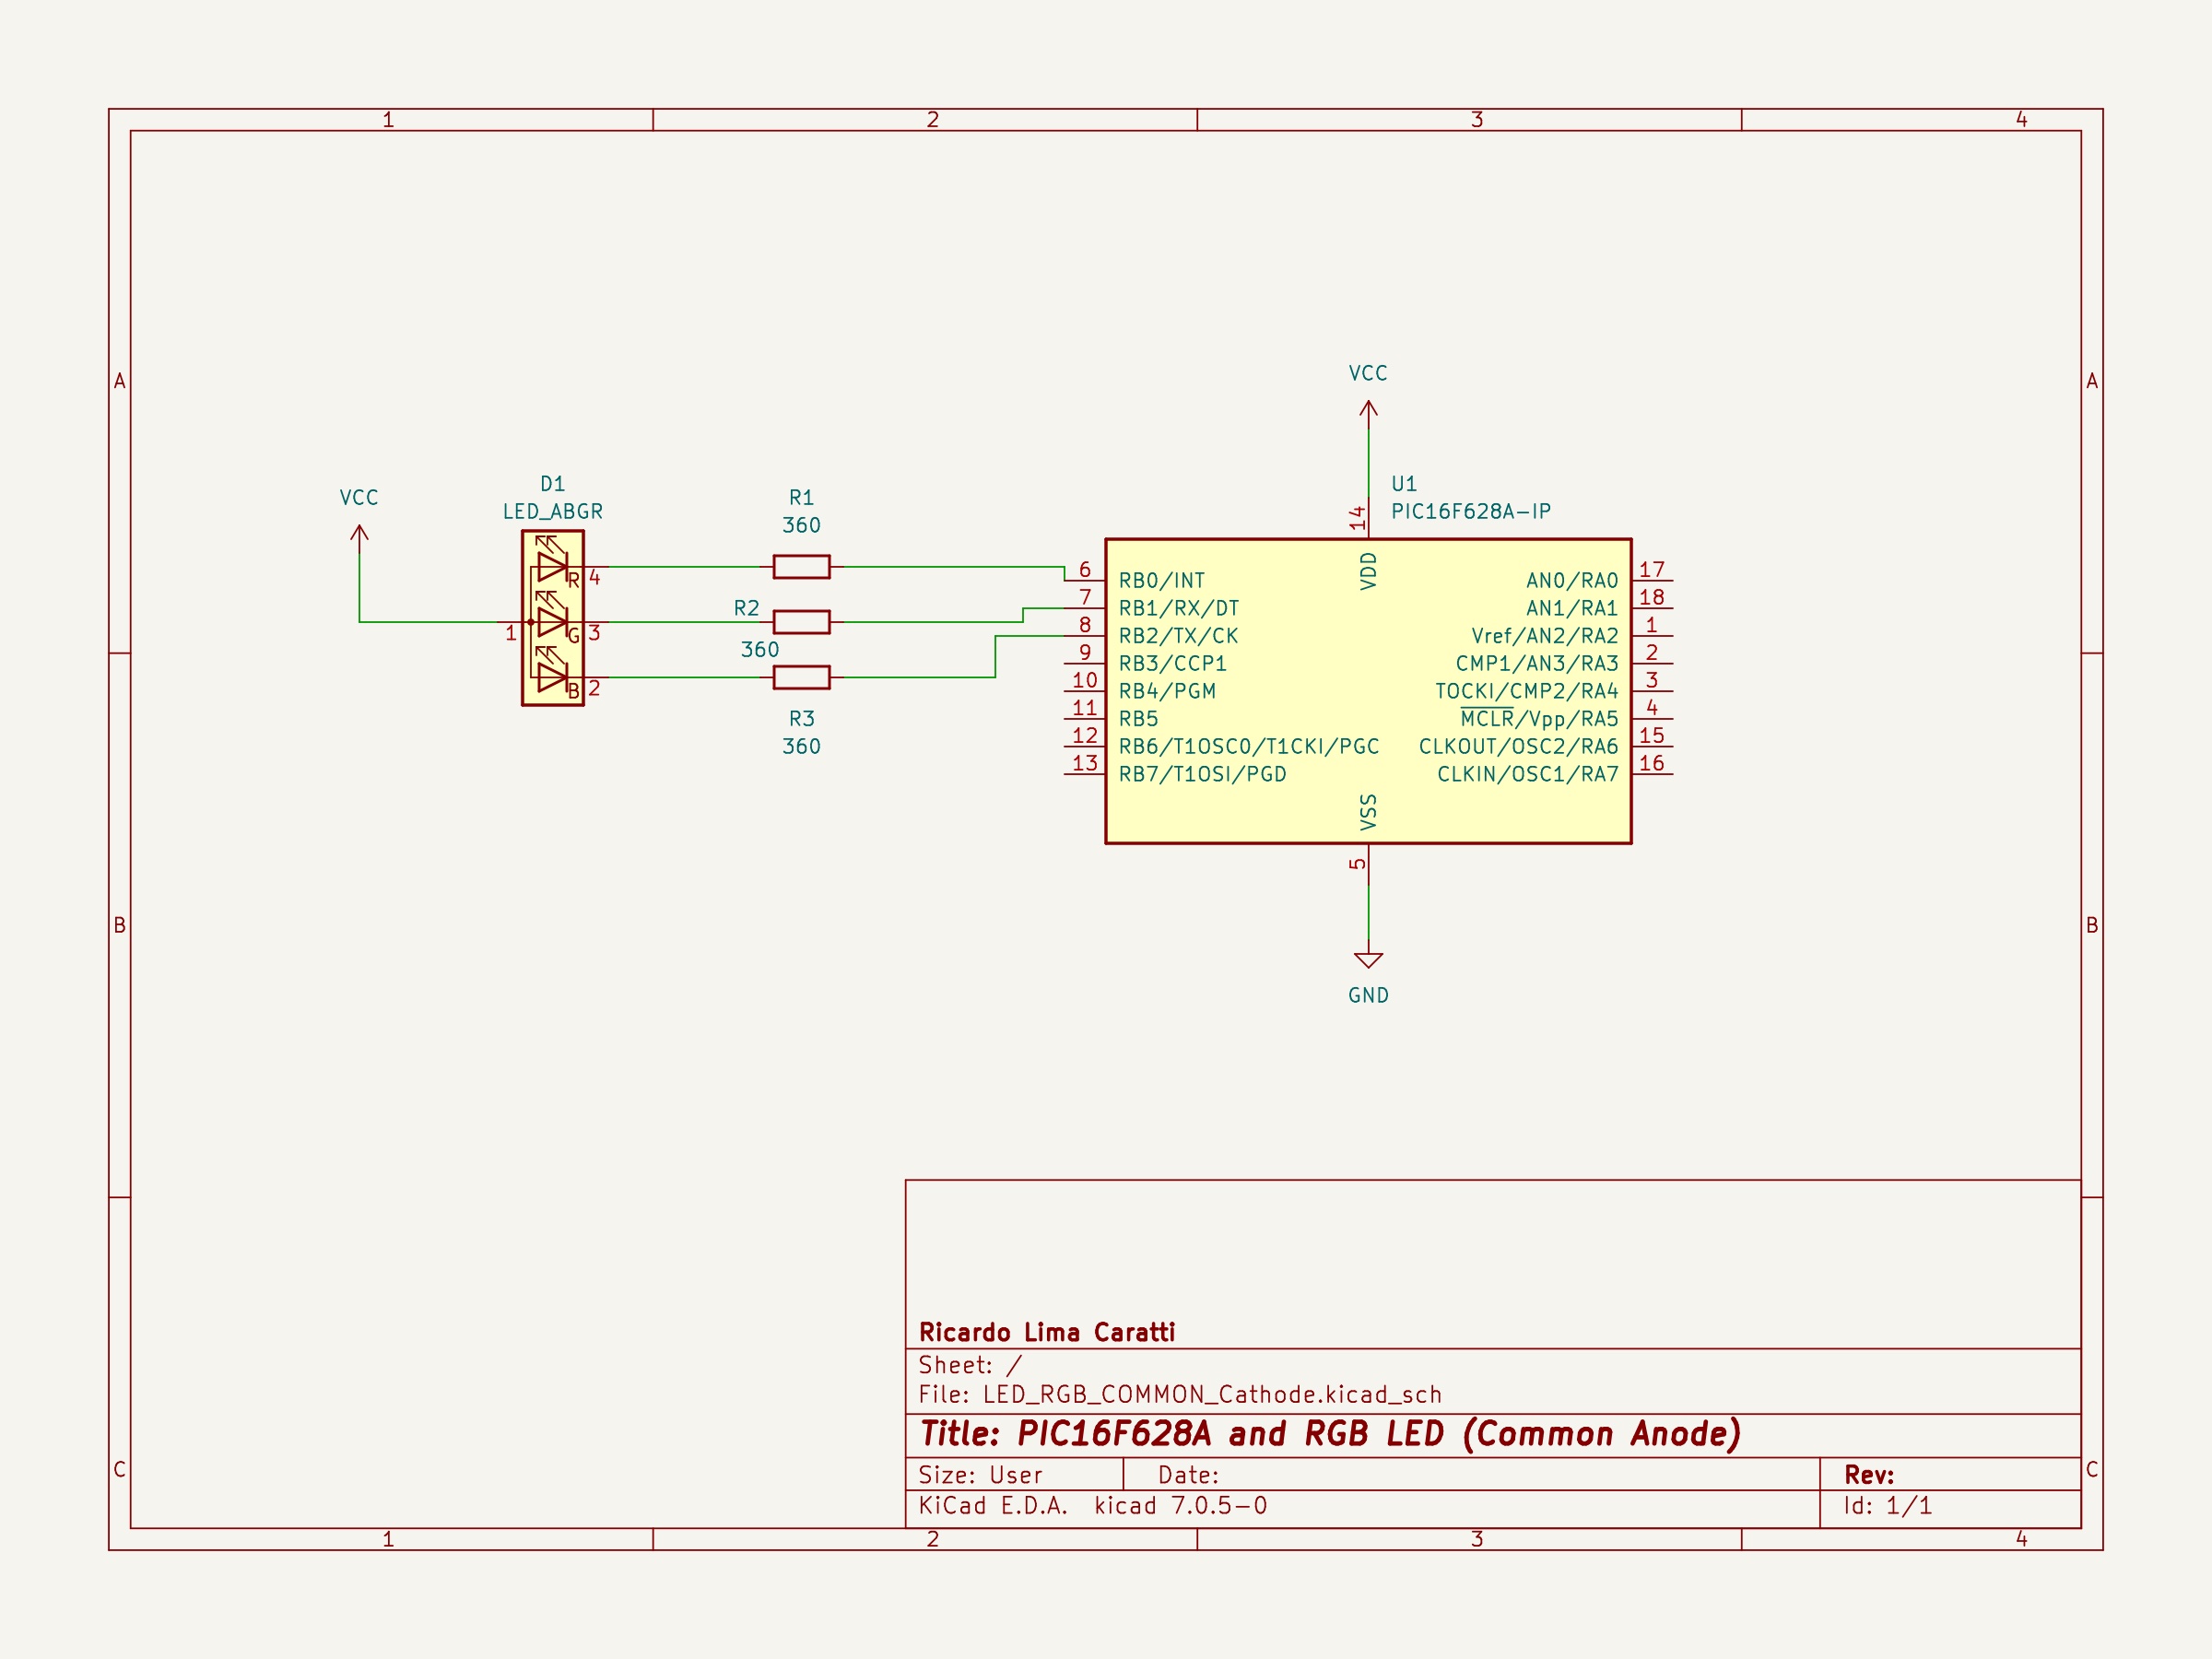 1 2 3 4
A A
VCC
D1
LED_ABGR
VCC
R1
360
U1
PIC16F628A-IP
14
VDD
R 4
1 G 3
B 2
R2
360
R3
360
6 RB0/INT AN0/RA0 17
7 RB1/RX/DT AN1/RA1 18
8 RB2/TX/CK Vref/AN2/RA2 1
9 RB3/CCP1 CMP1/AN3/RA3 2
10 RB4/PGM TOCKI/CMP2/RA4 3
11 RB5 MCLR/Vpp/RA5 4
12 RB6/T1OSC0/T1CKI/PGC CLKOUT/OSC2/RA6 15
13 RB7/T1OSI/PGD CLKIN/OSC1/RA7 16
VSS
5
GND
B B
Ricardo Lima Caratti
Sheet: /
File: LED_RGB_COMMON_Cathode.kicad_sch
Title: PIC16F628A and RGB LED (Common Anode)
Size: User Date: Rev:
KiCad E.D.A. kicad 7.0.5-0 Id: 1/1
C C
1 2 3 4